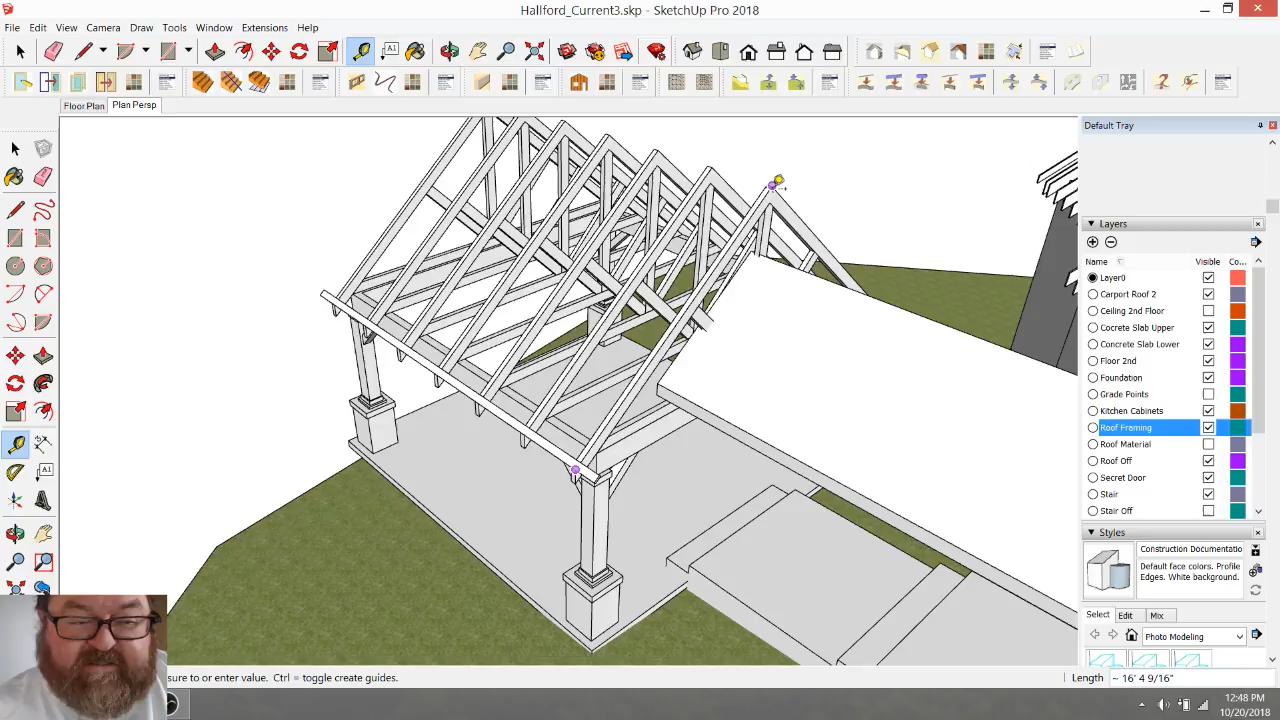 Hallford_Current3.skp - SketchUp Pro 2018
File Edit View Camera Draw Tools Window Extensions Help
Floor Plan Plan Persp
Default Tray
Layers
Name Visible Co...
Layer0
Carport Roof 2
Ceiling 2nd Floor
Cocrete Slab Upper
Concrete Slab Lower
Floor 2nd
Foundation
Grade Points
Kitchen Cabinets
Roof Framing
Roof Material
Roof Off
Secret Door
Stair
Stair Off
Styles
Construction Documentatio
Default face colors. Profile
Edges. White background.
Select Edit Mix
Photo Modeling
sure to or enter value. Ctrl = toggle create guides.
Length ~ 16' 4 9/16"
12:48 PM
10/20/2018